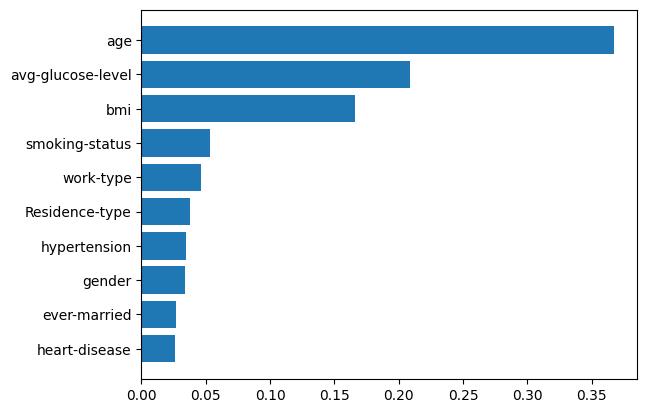 age
avg-glucose-level
bmi
smoking-status
work-type
Residence-type
hypertension
gender
ever-married
heart-disease
0.00 0.05 0.10 0.15 0.20 0.25 0.30 0.35